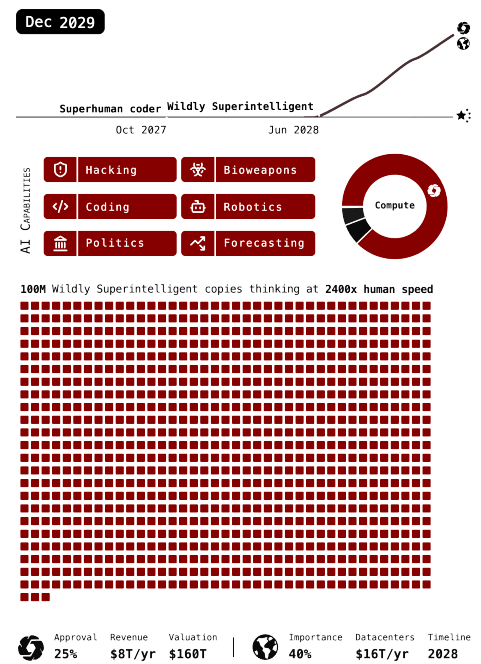 Dec 2029
Superhuman coder Wildly Superintelligent
Oct 2027 Jun 2028
AI Capabilities
Hacking Bioweapons
Coding Robotics
Politics Forecasting
Compute
100M Wildly Superintelligent copies thinking at 2400x human speed
Approval Revenue Valuation Importance Datacenters Timeline
25% $8T/yr $160T 40% $16T/yr 2028